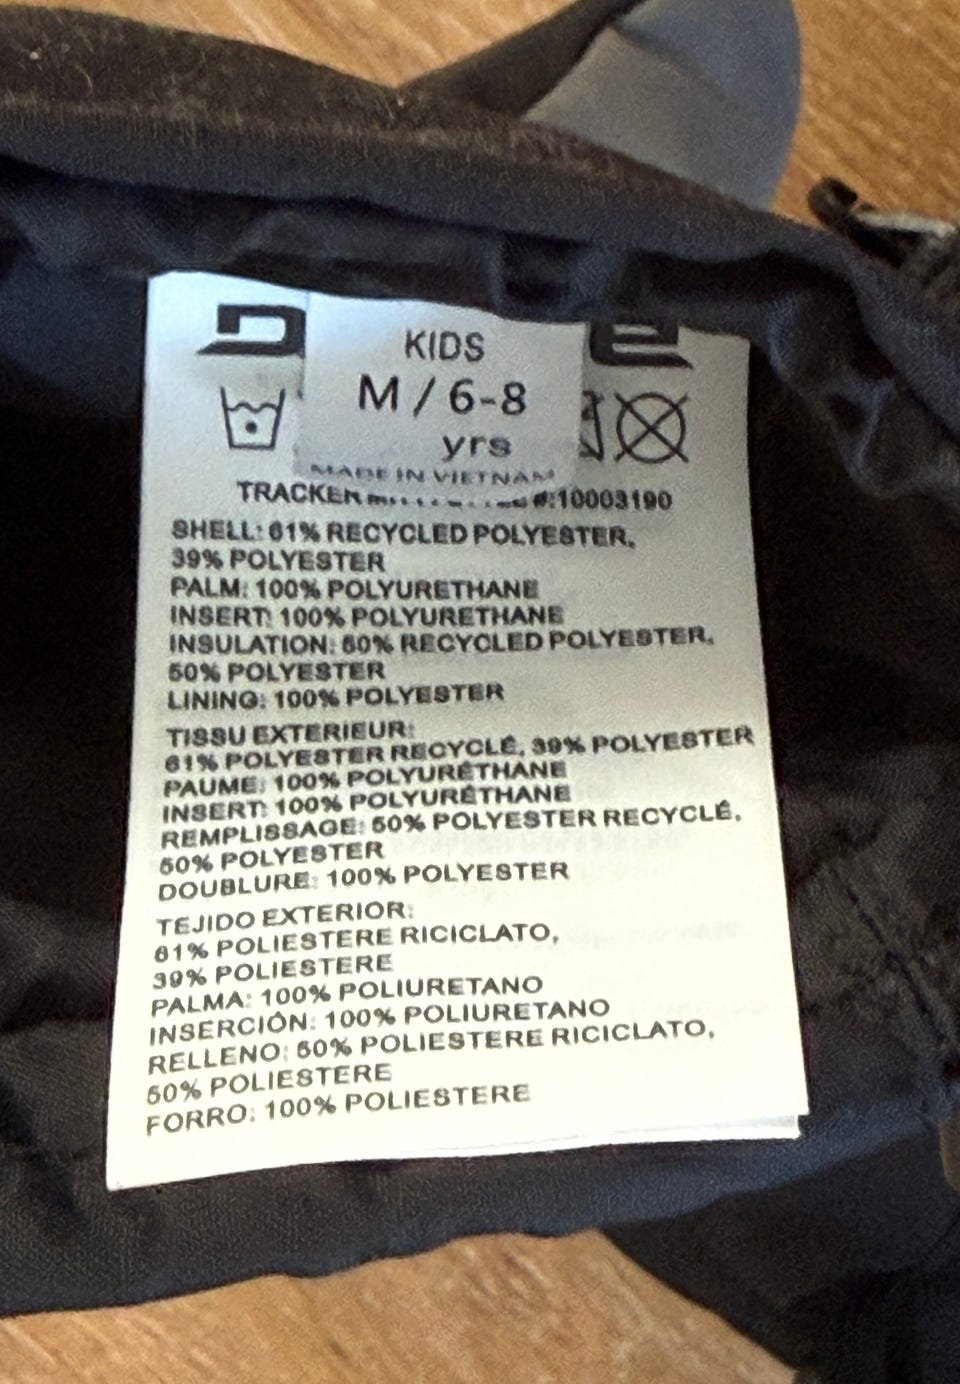 KIDS
M / 6-8
yrs
MADE IN VIETNAM
TRACKER #:10003190
SHELL: 61% RECYCLED POLYESTER,
39% POLYESTER
PALM: 100% POLYURETHANE
INSERT: 100% POLYURETHANE
INSULATION: 50% RECYCLED POLYESTER,
50% POLYESTER
LINING: 100% POLYESTER
TISSU EXTERIEUR:
61% POLYESTER RECYCLÉ, 39% POLYESTER
PAUME: 100% POLYURÉTHANE
INSERT: 100% POLYURÉTHANE
REMPLISSAGE: 50% POLYESTER RECYCLÉ,
50% POLYESTER
DOUBLURE: 100% POLYESTER
TEJIDO EXTERIOR:
61% POLIESTERE RICICLATO,
39% POLIESTERE
PALMA: 100% POLIURETANO
INSERCIÓN: 100% POLIURETANO
RELLENO: 50% POLIESTERE RICICLATO,
50% POLIESTERE
FORRO: 100% POLIESTERE